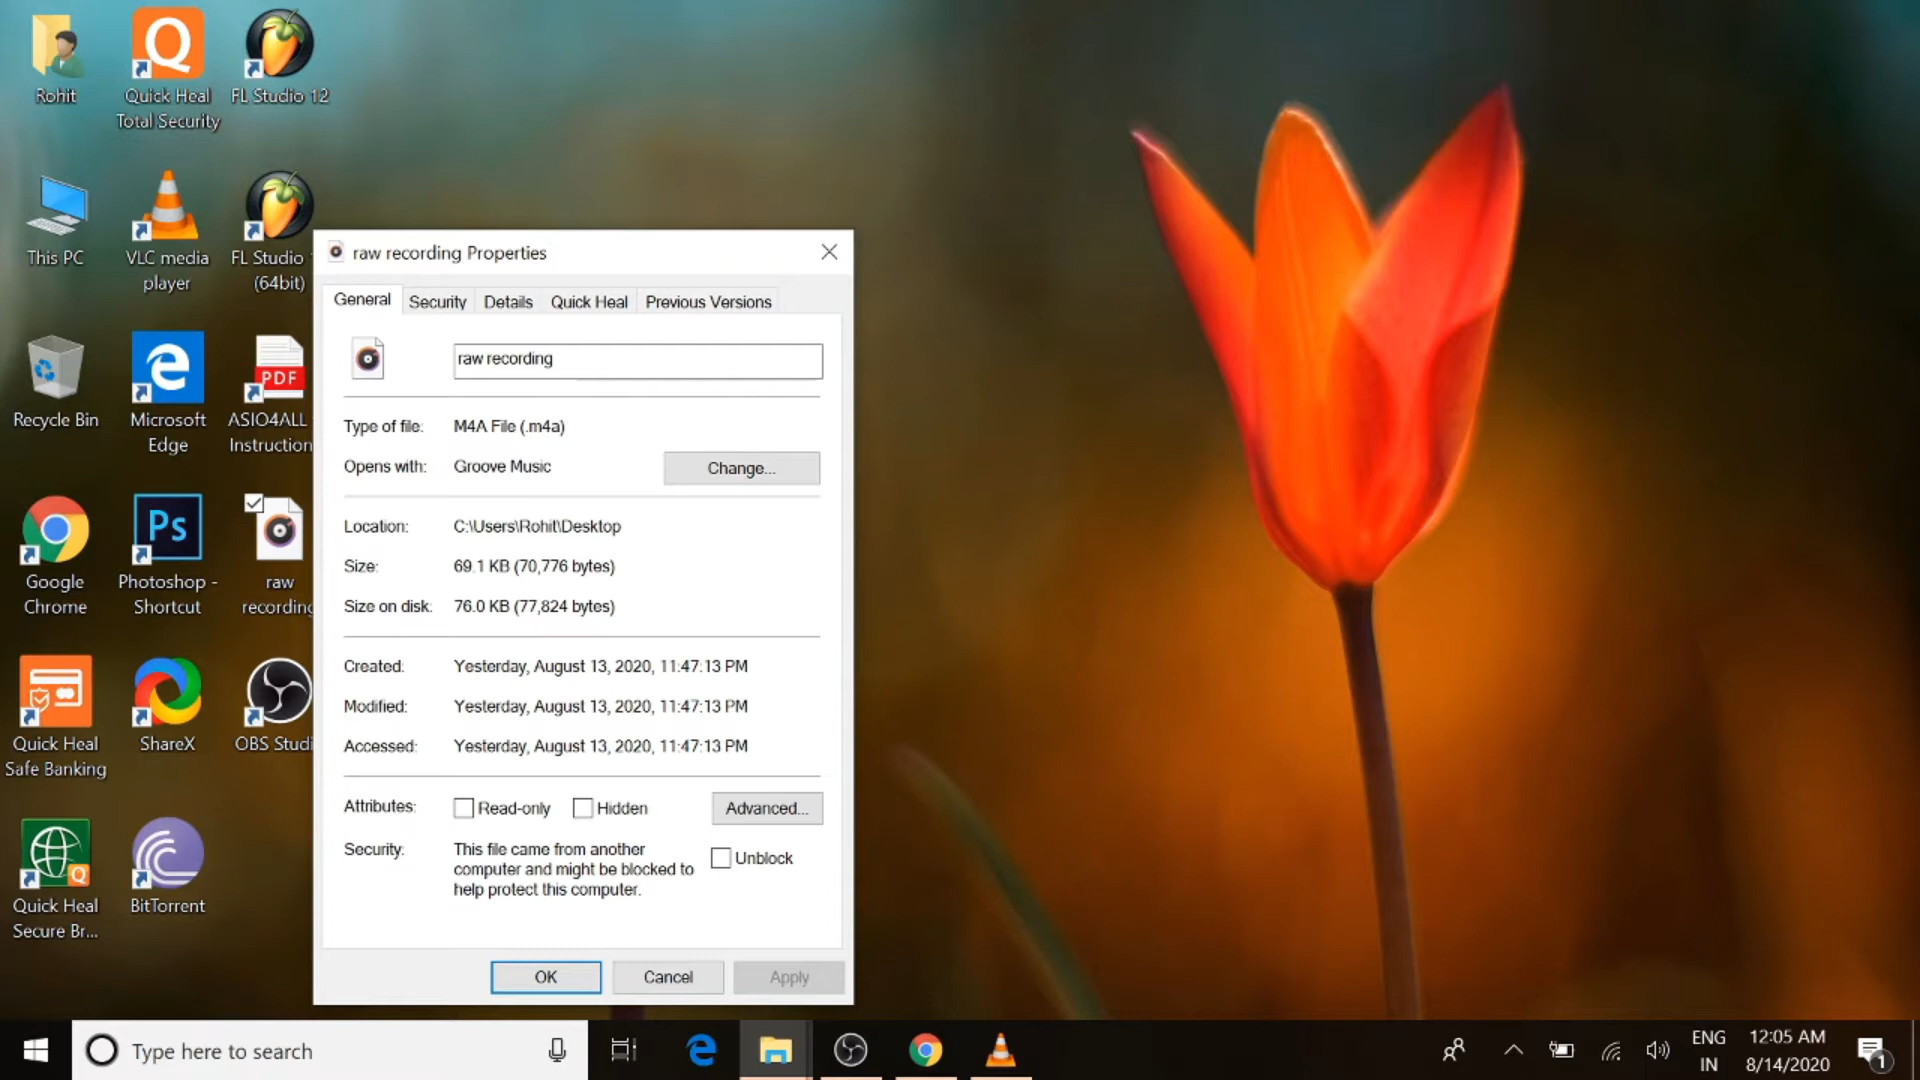 Rohit
Quick Heal
Total Security
FL Studio 12
This PC
VLC media
player
FL Studio
(64bit)
Recycle Bin
Microsoft
Edge
PDF
ASIO4ALL
Instruction
Google
Chrome
Ps
Photoshop -
Shortcut
raw
recording
Quick Heal
Safe Banking
ShareX
OBS Studi
Quick Heal
Secure Br...
BitTorrent
raw recording Properties
General
Security
Details
Quick Heal
Previous Versions
raw recording
Type of file: M4A File (.m4a)
Opens with: Groove Music
Change...
Location: C:\Users\Rohit\Desktop
Size: 69.1 KB (70,776 bytes)
Size on disk: 76.0 KB (77,824 bytes)
Created: Yesterday, August 13, 2020, 11:47:13 PM
Modified: Yesterday, August 13, 2020, 11:47:13 PM
Accessed: Yesterday, August 13, 2020, 11:47:13 PM
Attributes: Read-only Hidden Advanced...
Security: This file came from another
computer and might be blocked to
help protect this computer.
Unblock
OK
Cancel
Apply
Type here to search
ENG
IN
12:05 AM
8/14/2020
1